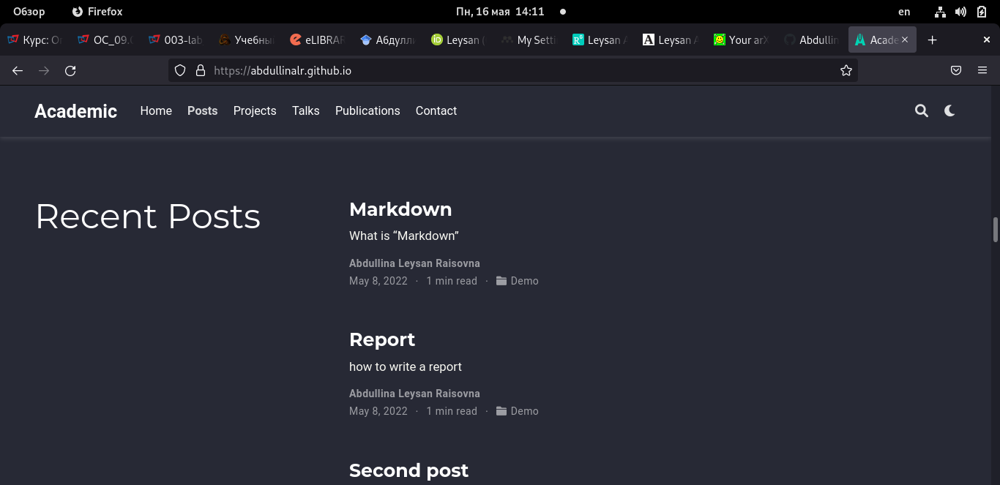 Обзор Firefox Пн, 16 мая 14:11 en
Курс: О ОС_09. 003-lab Учебны eLIBRAR Абдулли Leysan ( My Setti Leysan A Leysan A Your arX Abdullin Acade
https://abdullinalr.github.io
Academic Home Posts Projects Talks Publications Contact
Recent Posts
Markdown
What is “Markdown”
Abdullina Leysan Raisovna
May 8, 2022 · 1 min read · Demo
Report
how to write a report
Abdullina Leysan Raisovna
May 8, 2022 · 1 min read · Demo
Second post